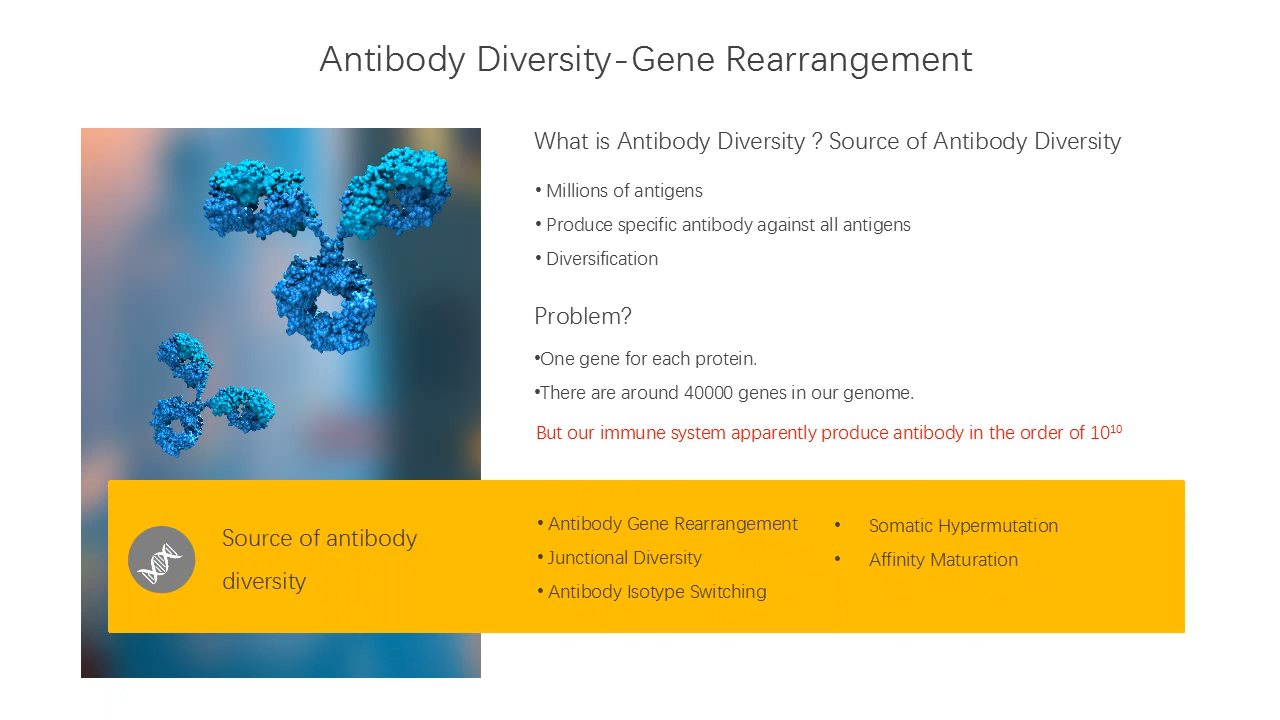 Antibody Diversity-Gene Rearrangement
What is Antibody Diversity ? Source of Antibody Diversity
• Millions of antigens
• Produce specific antibody against all antigens
• Diversification
Problem?
•One gene for each protein.
•There are around 40000 genes in our genome.
But our immune system apparently produce antibody in the order of 10¹⁰
Source of antibody
diversity
• Antibody Gene Rearrangement
• Junctional Diversity
• Antibody Isotype Switching
• Somatic Hypermutation
• Affinity Maturation